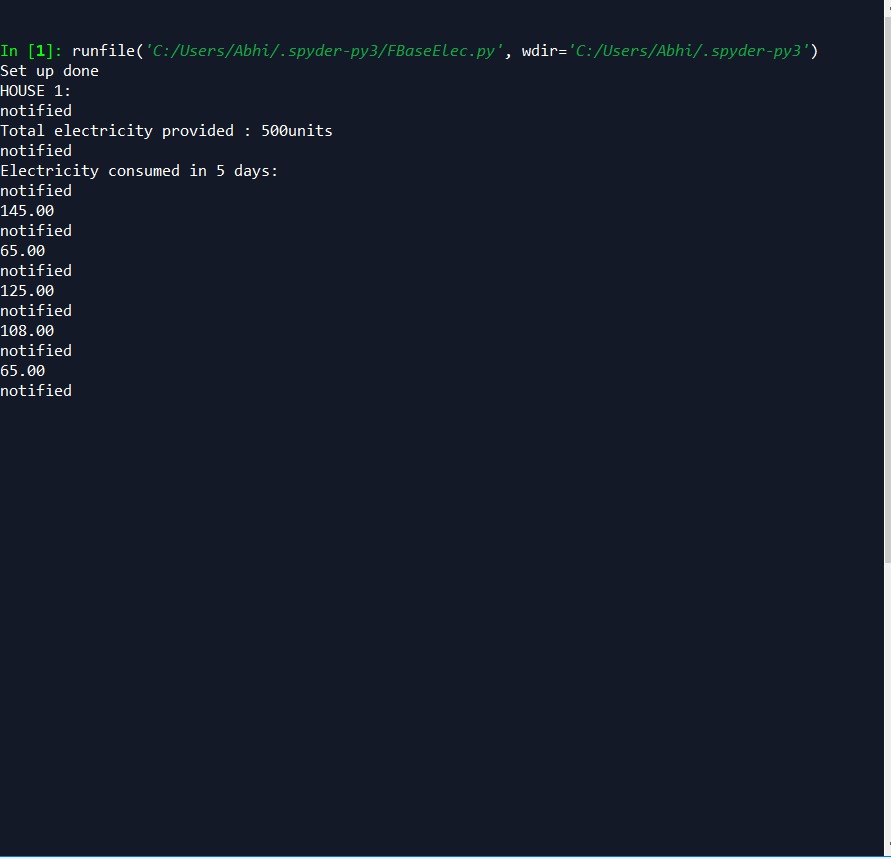 In [1]: runfile('C:/Users/Abhi/.spyder-py3/FBaseElec.py', wdir='C:/Users/Abhi/.spyder-py3')
Set up done
HOUSE 1:
notified
Total electricity provided : 500units
notified
Electricity consumed in 5 days:
notified
145.00
notified
65.00
notified
125.00
notified
108.00
notified
65.00
notified